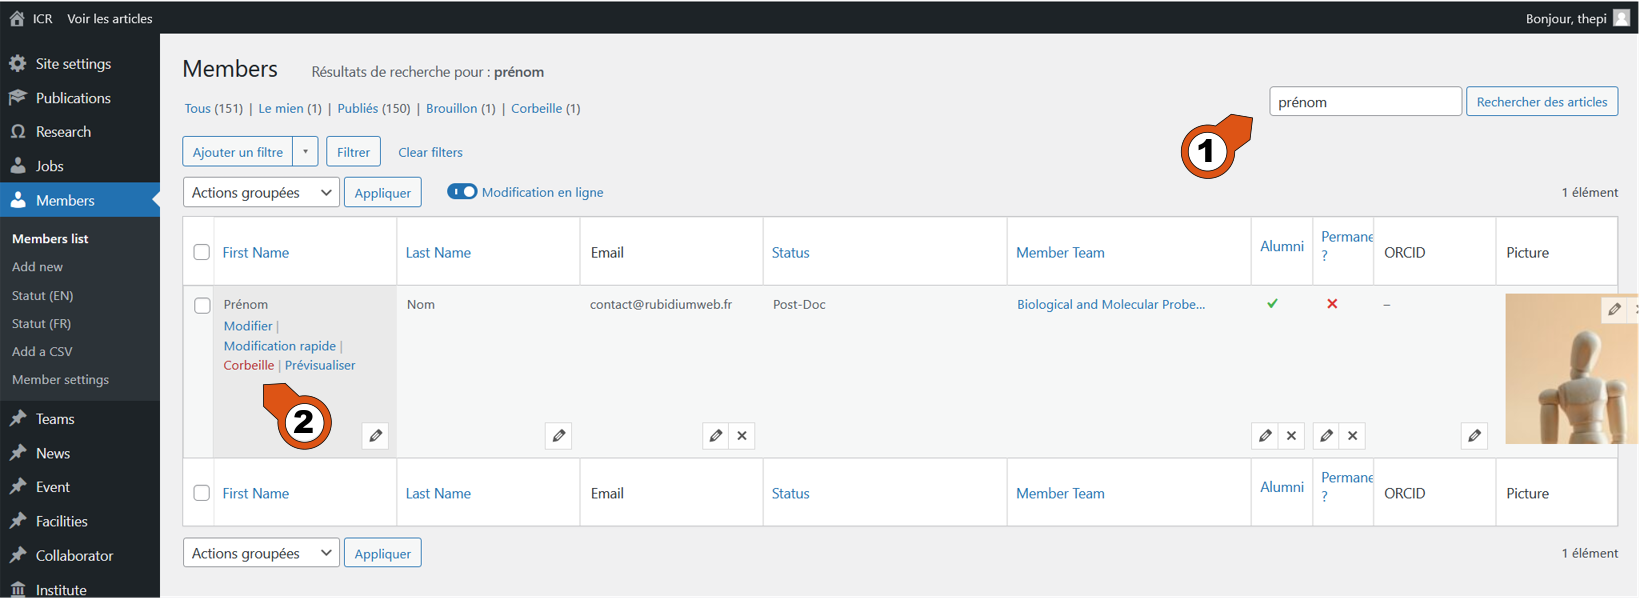 ICR Voir les articles Bonjour, thepi
Site settings
Publications
Research
Jobs
Members
Members list
Add new
Statut (EN)
Statut (FR)
Add a CSV
Member settings
Teams
News
Event
Facilities
Collaborator
Institute
Members Résultats de recherche pour : prénom
Tous (151) | Le mien (1) | Publiés (150) | Brouillon (1) | Corbeille (1)
prénom Rechercher des articles
1
Ajouter un filtre Filtrer Clear filters
Actions groupées Appliquer Modification en ligne 1 élément
First Name Last Name Email Status Member Team Alumni Permane ? ORCID Picture
Prénom Nom contact@rubidiumweb.fr Post-Doc Biological and Molecular Probe... –
Modifier |
Modification rapide |
Corbeille | Prévisualiser
2
First Name Last Name Email Status Member Team Alumni Permane ? ORCID Picture
Actions groupées Appliquer 1 élément